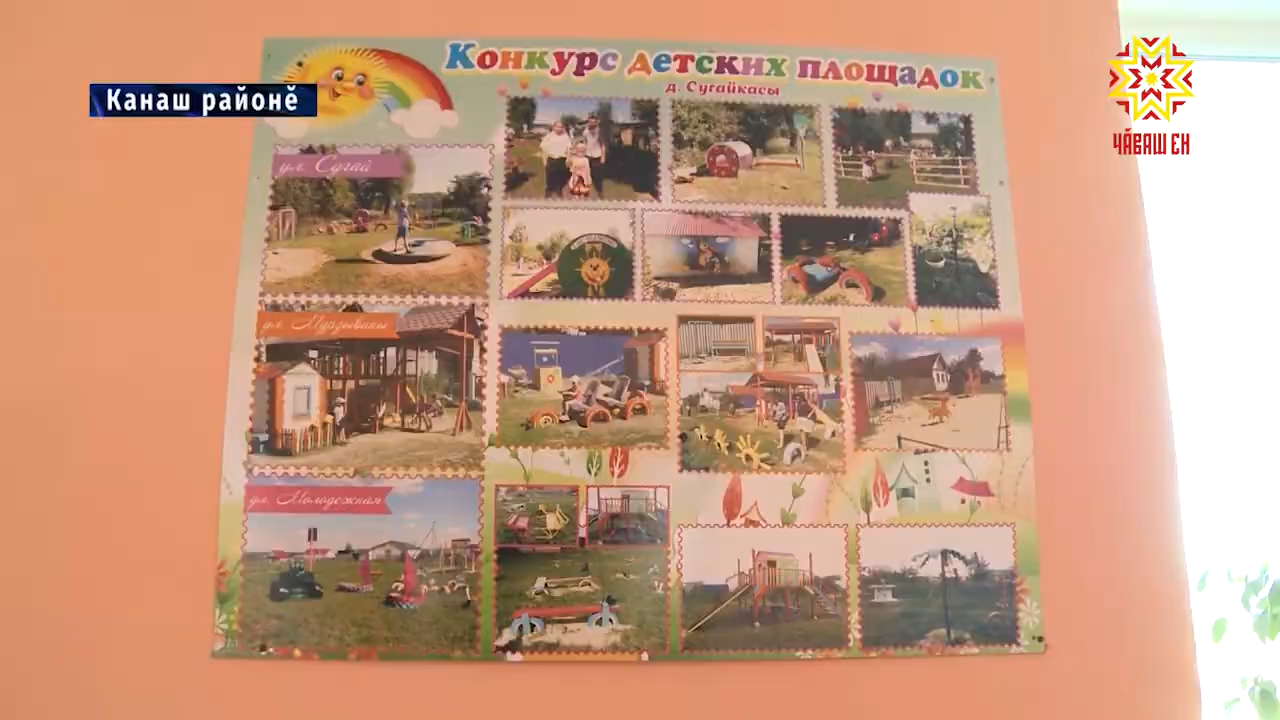 Канаш районӗ
ЧӐВАШ ЕН
Конкурс детских площадок
д. Сугайкасы
ул. Сугай
ул. Молодежная